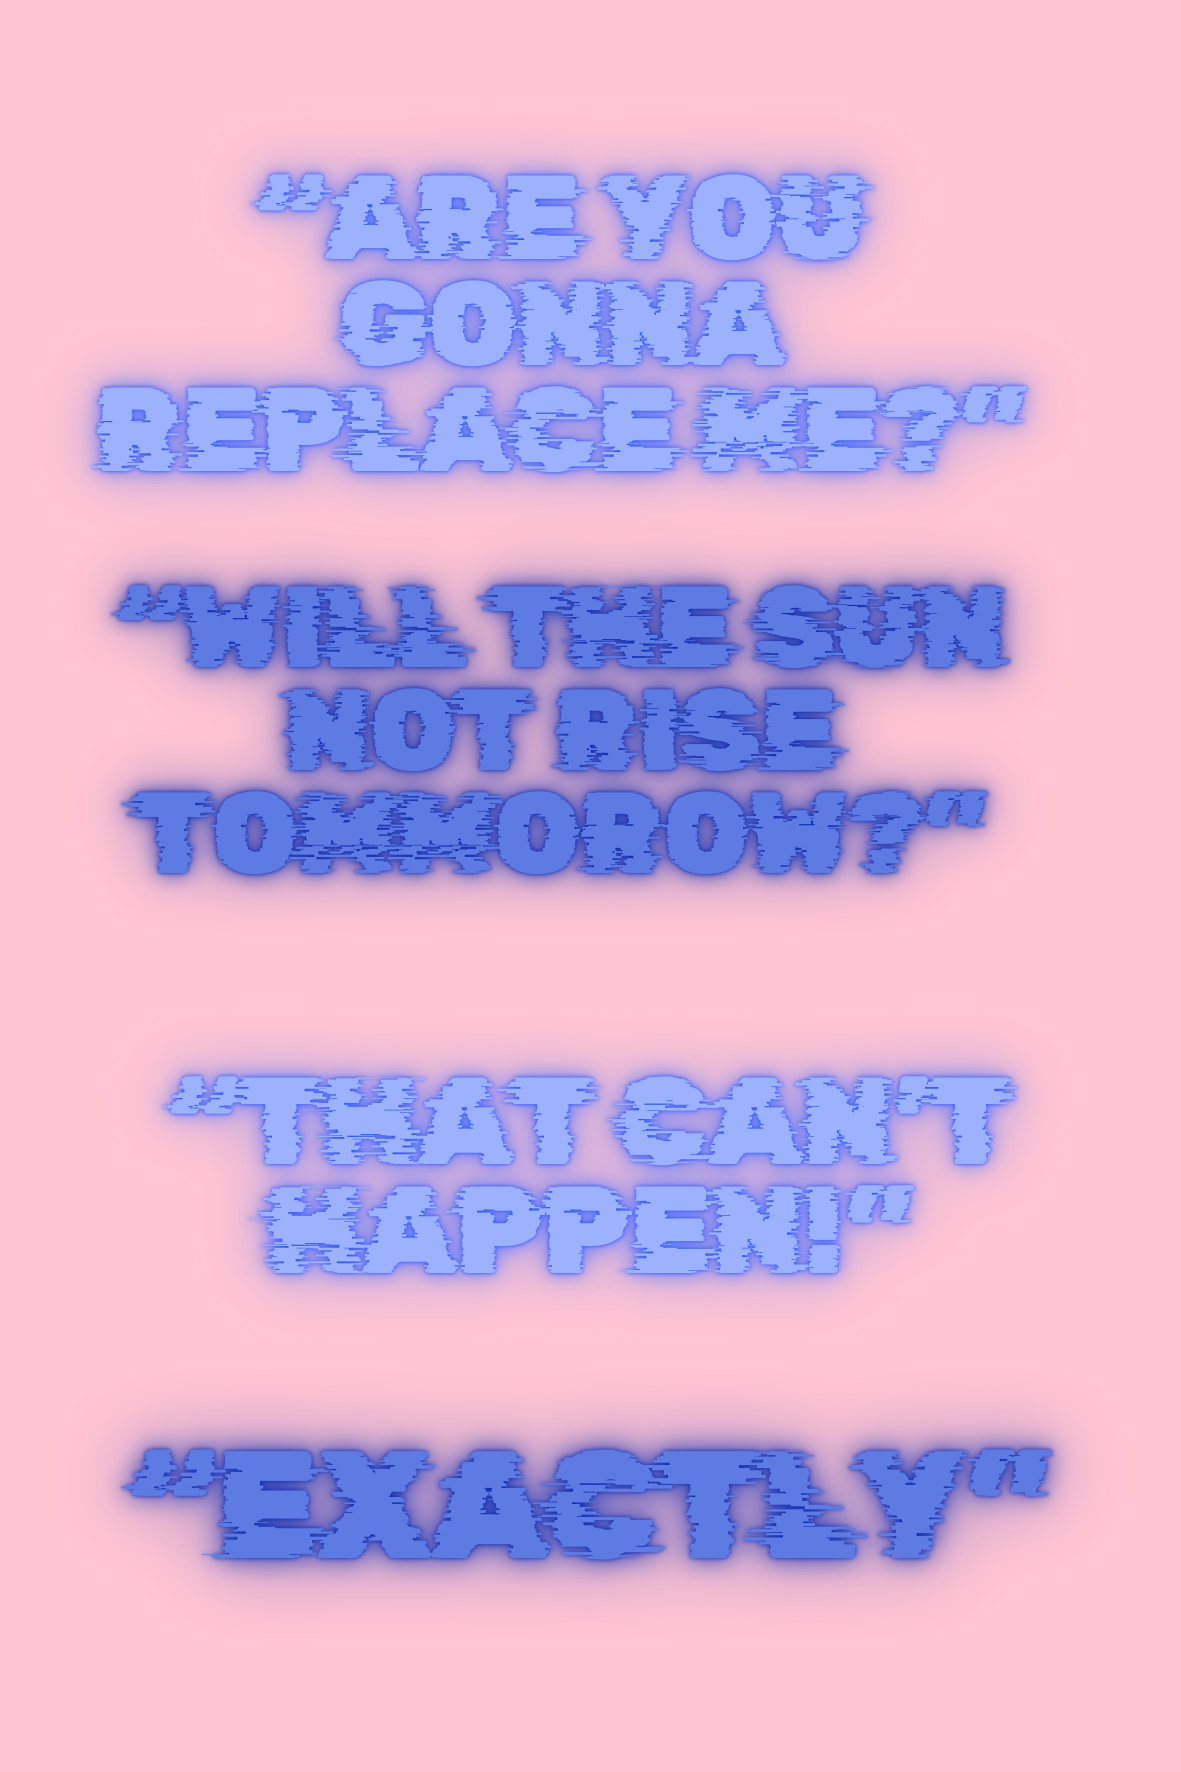 “ARE YOU
GONNA
REPLACE ME?"
“WILL THE SUN
NOT RISE
TOMMOROW?"
“THAT CAN'T
HAPPEN!"
“EXACTLY"